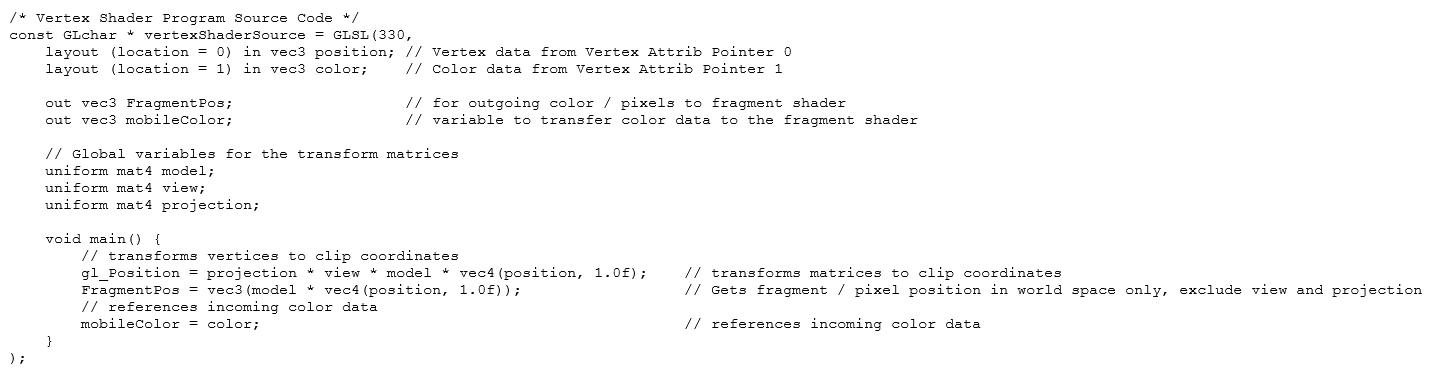 /* Vertex Shader Program Source Code */
const GLchar * vertexShaderSource = GLSL(330,
    layout (location = 0) in vec3 position; // Vertex data from Vertex Attrib Pointer 0
    layout (location = 1) in vec3 color;    // Color data from Vertex Attrib Pointer 1

    out vec3 FragmentPos;                   // for outgoing color / pixels to fragment shader
    out vec3 mobileColor;                   // variable to transfer color data to the fragment shader

    // Global variables for the transform matrices
    uniform mat4 model;
    uniform mat4 view;
    uniform mat4 projection;

    void main() {
        // transforms vertices to clip coordinates
        gl_Position = projection * view * model * vec4(position, 1.0f);    // transforms matrices to clip coordinates
        FragmentPos = vec3(model * vec4(position, 1.0f));                  // Gets fragment / pixel position in world space only, exclude view and projection
        // references incoming color data
        mobileColor = color;                                               // references incoming color data
    }
);